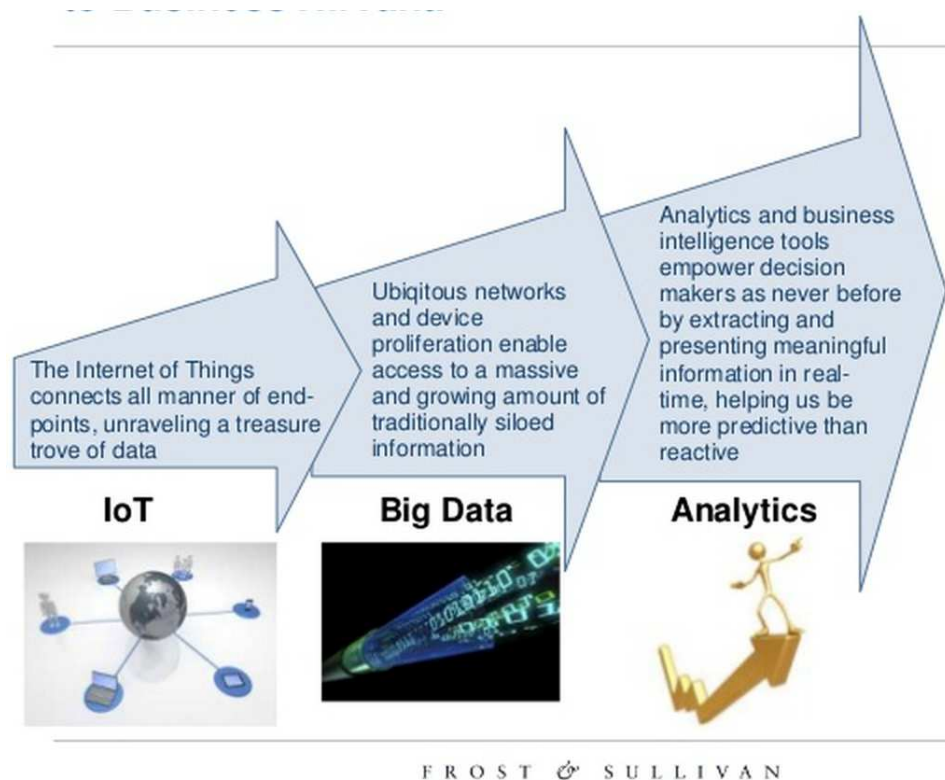 The Internet of Things
connects all manner of end-
points, unraveling a treasure
trove of data
IoT
Ubiqitous networks
and device
proliferation enable
access to a massive
and growing amount of
traditionally siloed
information
Big Data
Analytics and business
intelligence tools
empower decision
makers as never before
by extracting and
presenting meaningful
information in real-
time, helping us be
more predictive than
reactive
Analytics
FROST & SULLIVAN